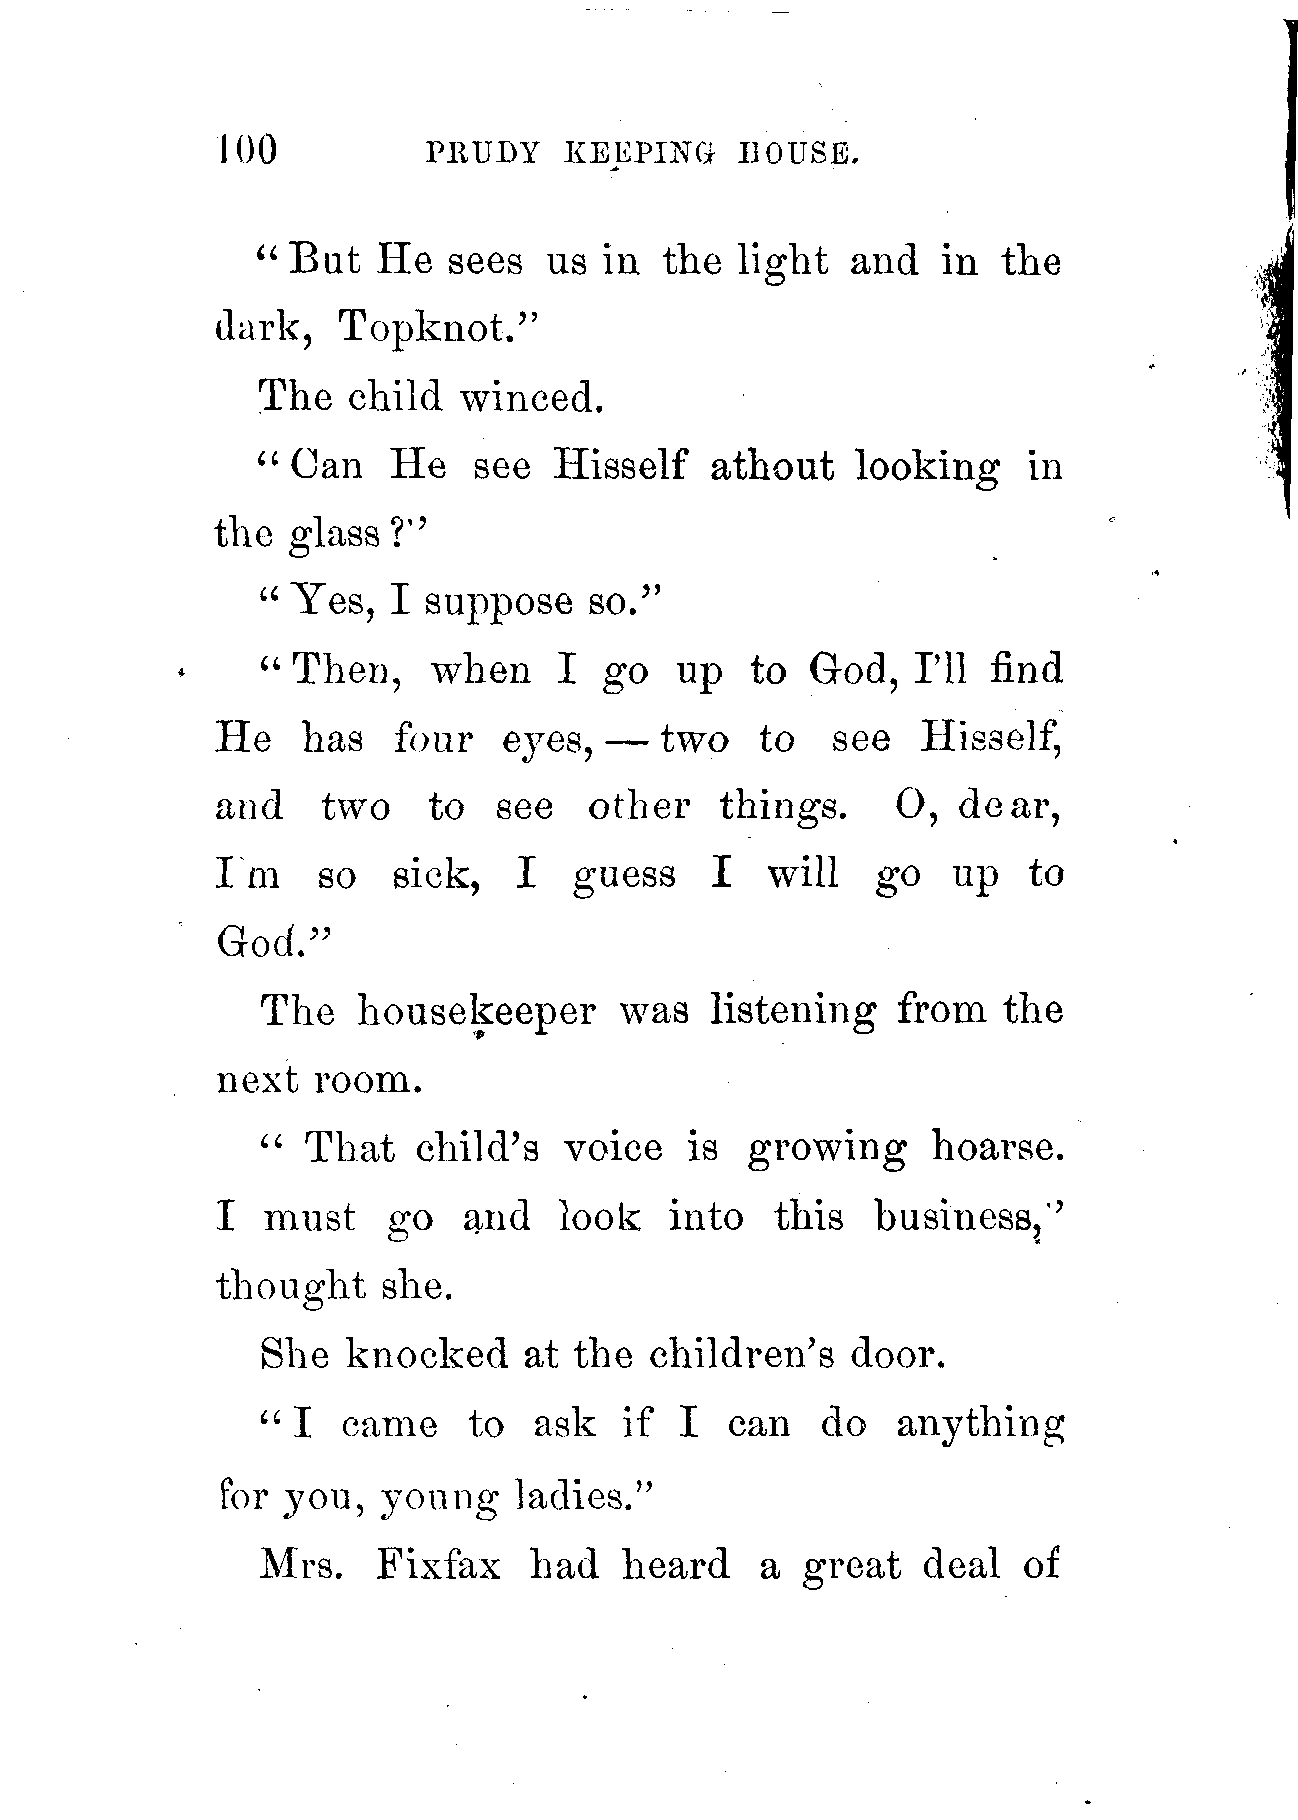 100 PRUDY KEEPING HOUSE.
“But He sees us in the light and in the
dark, Topknot.”
The child winced.
“Can He see Hisself athout looking in
the glass?”
“Yes, I suppose so.”
“Then, when I go up to God, I’ll find
He has four eyes,—two to see Hisself,
and two to see other things. O, dear,
I’m so sick, I guess I will go up to
God.”
The housekeeper was listening from the
next room.
“That child’s voice is growing hoarse.
I must go and look into this business,”
thought she.
She knocked at the children’s door.
“I came to ask if I can do anything
for you, young ladies.”
Mrs. Fixfax had heard a great deal of